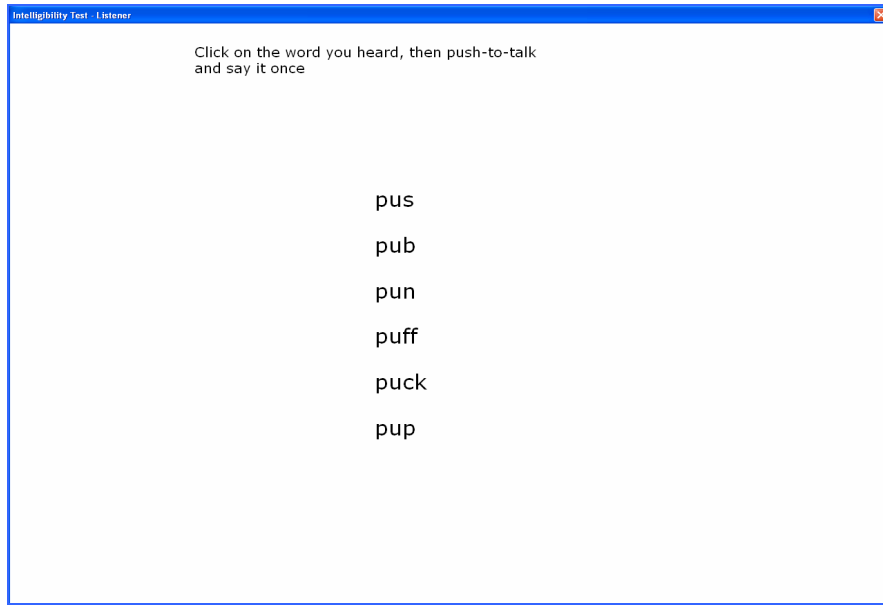 Intelligibility Test - Listener
Click on the word you heard, then push-to-talk
and say it once
pus
pub
pun
puff
puck
pup